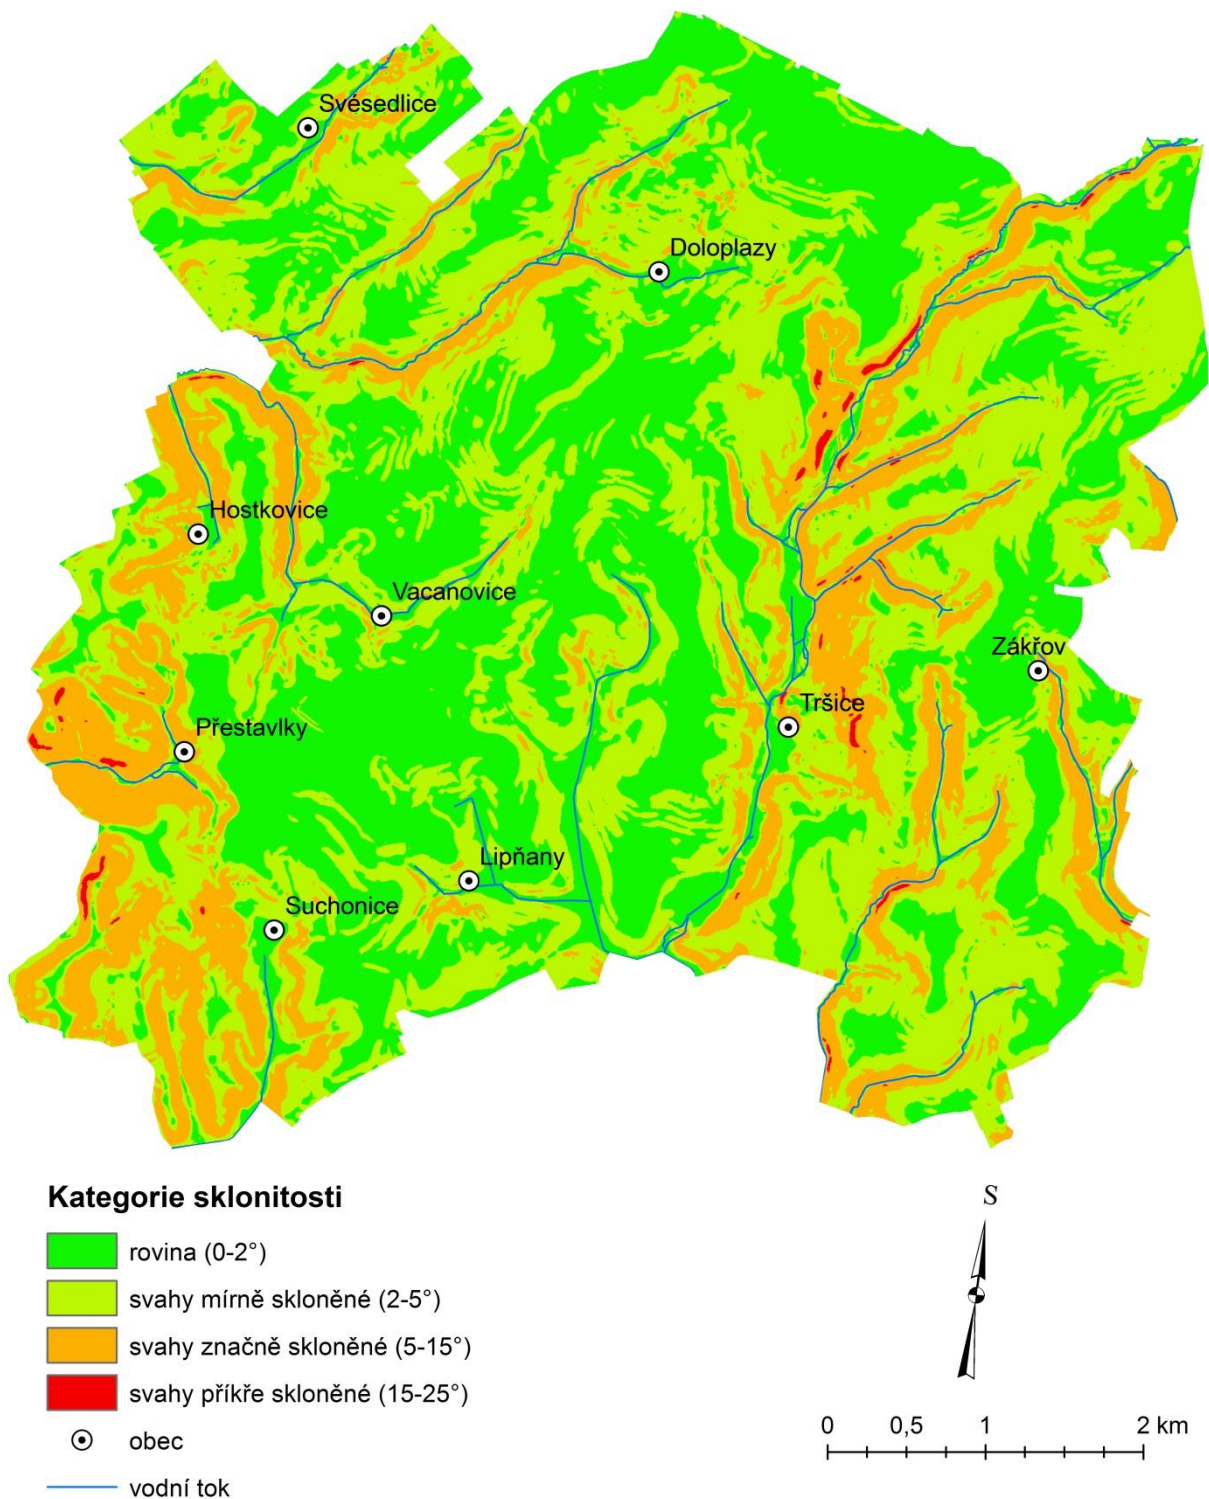 Svésedlice
Doloplazy
Hostkovice
Vacanovice
Zákřov
Tršice
Přestavlky
Lipňany
Suchonice
Kategorie sklonitosti
rovina (0-2°)
svahy mírně skloněné (2-5°)
svahy značně skloněné (5-15°)
svahy příkře skloněné (15-25°)
obec
vodní tok
S
0 0,5 1 2 km